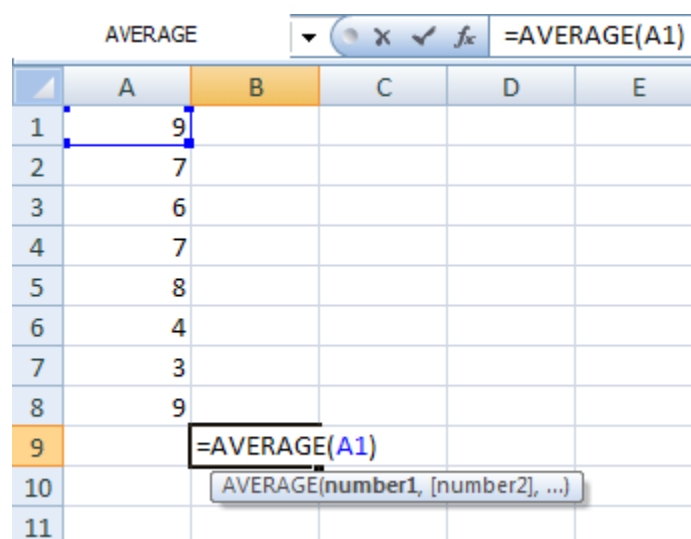 AVERAGE fx =AVERAGE(A1)
A B C D E
1 9
2 7
3 6
4 7
5 8
6 4
7 3
8 9
9 =AVERAGE(A1)
10 AVERAGE(number1, [number2], ...)
11